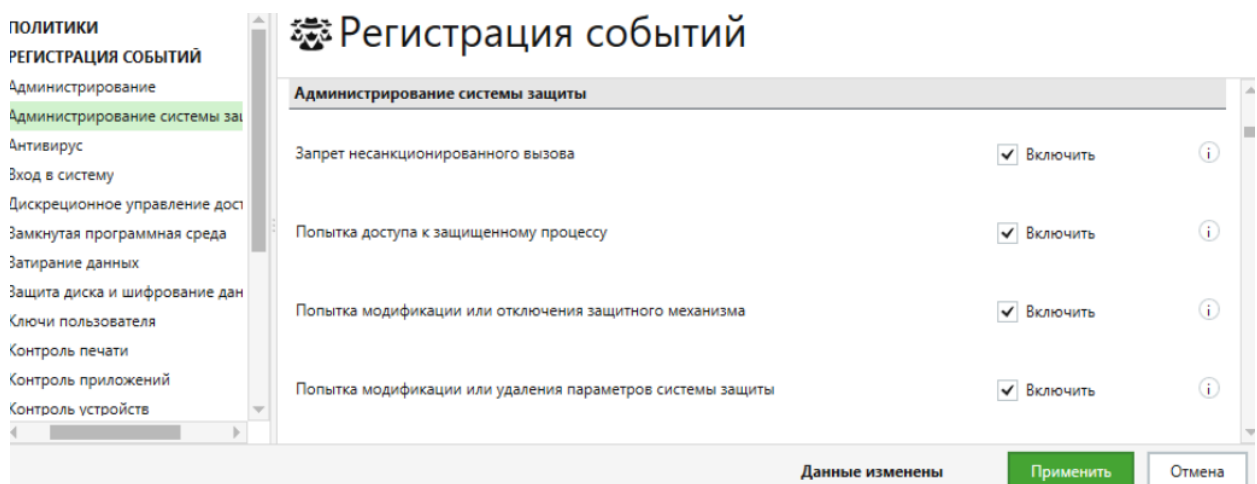 ПОЛИТИКИ
РЕГИСТРАЦИЯ СОБЫТИЙ
Администрирование
Администрирование системы защ
Антивирус
Вход в систему
Дискреционное управление дост
Замкнутая программная среда
Затирание данных
Защита диска и шифрование дан
Ключи пользователя
Контроль печати
Контроль приложений
Контроль устройств
Регистрация событий
Администрирование системы защиты
Запрет несанкционированного вызова
Включить
Попытка доступа к защищенному процессу
Включить
Попытка модификации или отключения защитного механизма
Включить
Попытка модификации или удаления параметров системы защиты
Включить
Данные изменены
Применить
Отмена